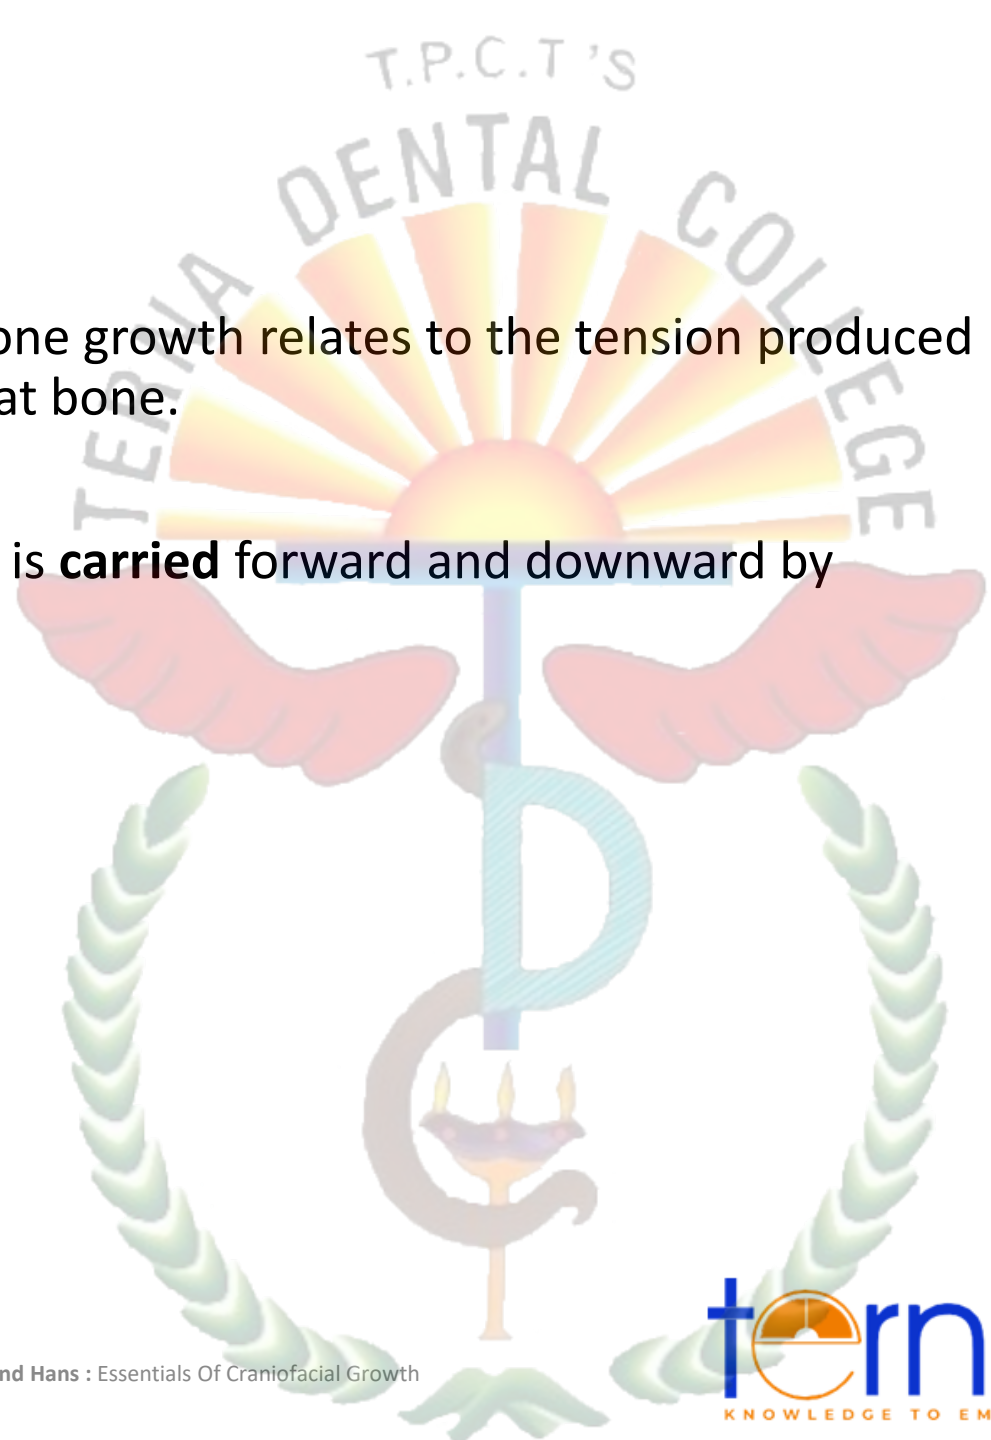 T.P.C.T 'S
TERNA DENTAL COLLEGE
one growth relates to the tension produced
at bone.
is carried forward and downward by
nd Hans : Essentials Of Craniofacial Growth
tern
KNOWLEDGE TO EM